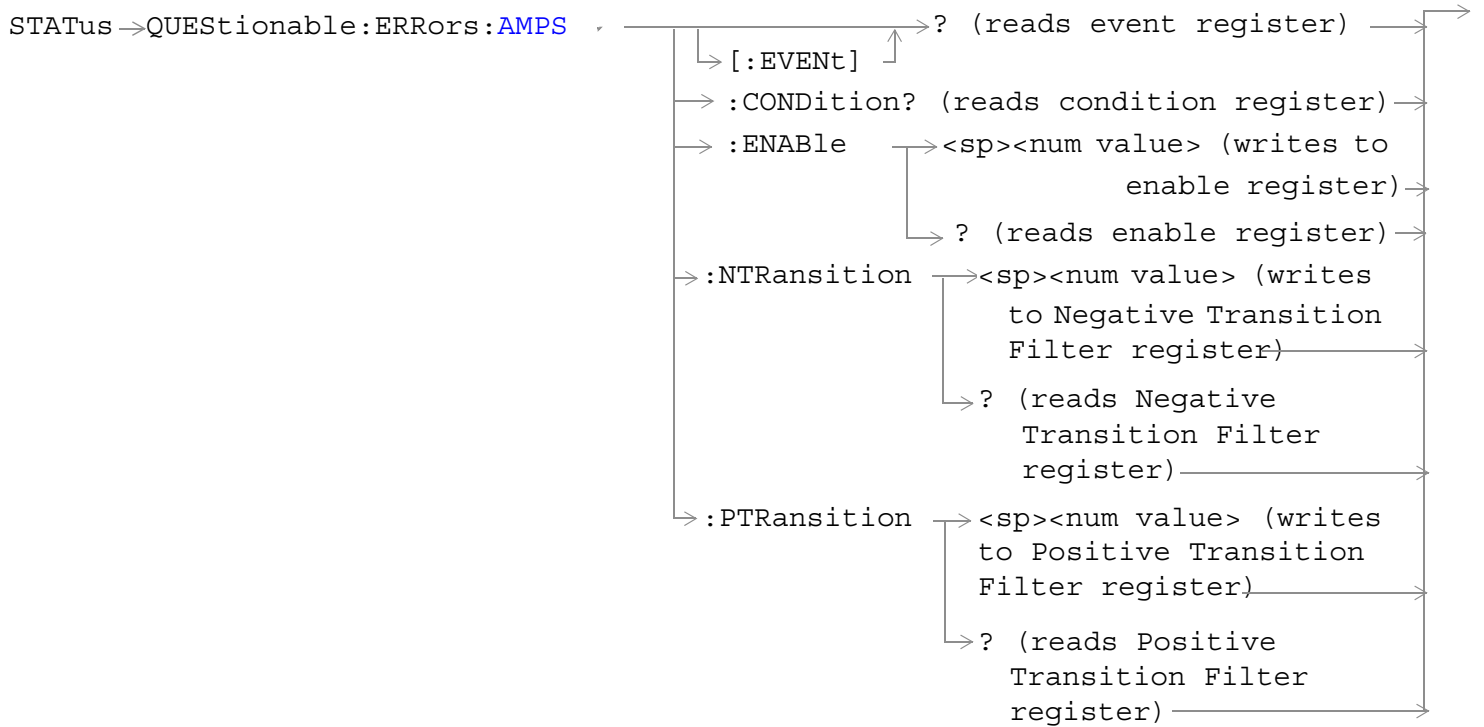 STATus QUEStionable:ERRors:AMPS ? (reads event register)
[:EVENt]
:CONDition? (reads condition register)
:ENABle <sp><num value> (writes to
enable register)
? (reads enable register)
:NTRansition <sp><num value> (writes
to Negative Transition
Filter register)
? (reads Negative
Transition Filter
register)
:PTRansition <sp><num value> (writes
to Positive Transition
Filter register)
? (reads Positive
Transition Filter
register)